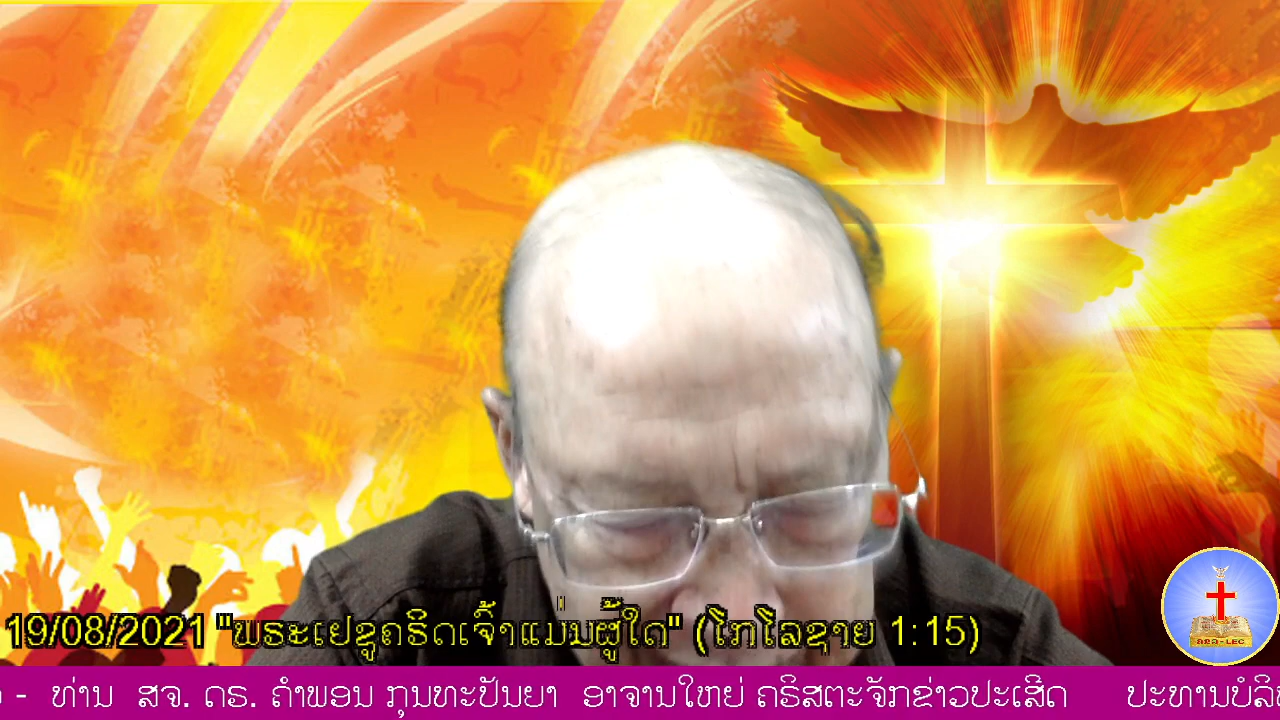 19/08/2021 "ພຣະເຢຊູຄຣິດເຈົ້າແມ່ນຜູ້ໃດ" (ໂກໂລຊາຍ 1:15)
- ທ່ານ ສຈ. ດຣ. ຄໍາພອນ ກຸນທະປັນຍາ ອາຈານໃຫຍ່ ຄຣິສຕະຈັກຂ່າວປະເສີດ ປະທານບໍລິ
ຄຂລ-LEC